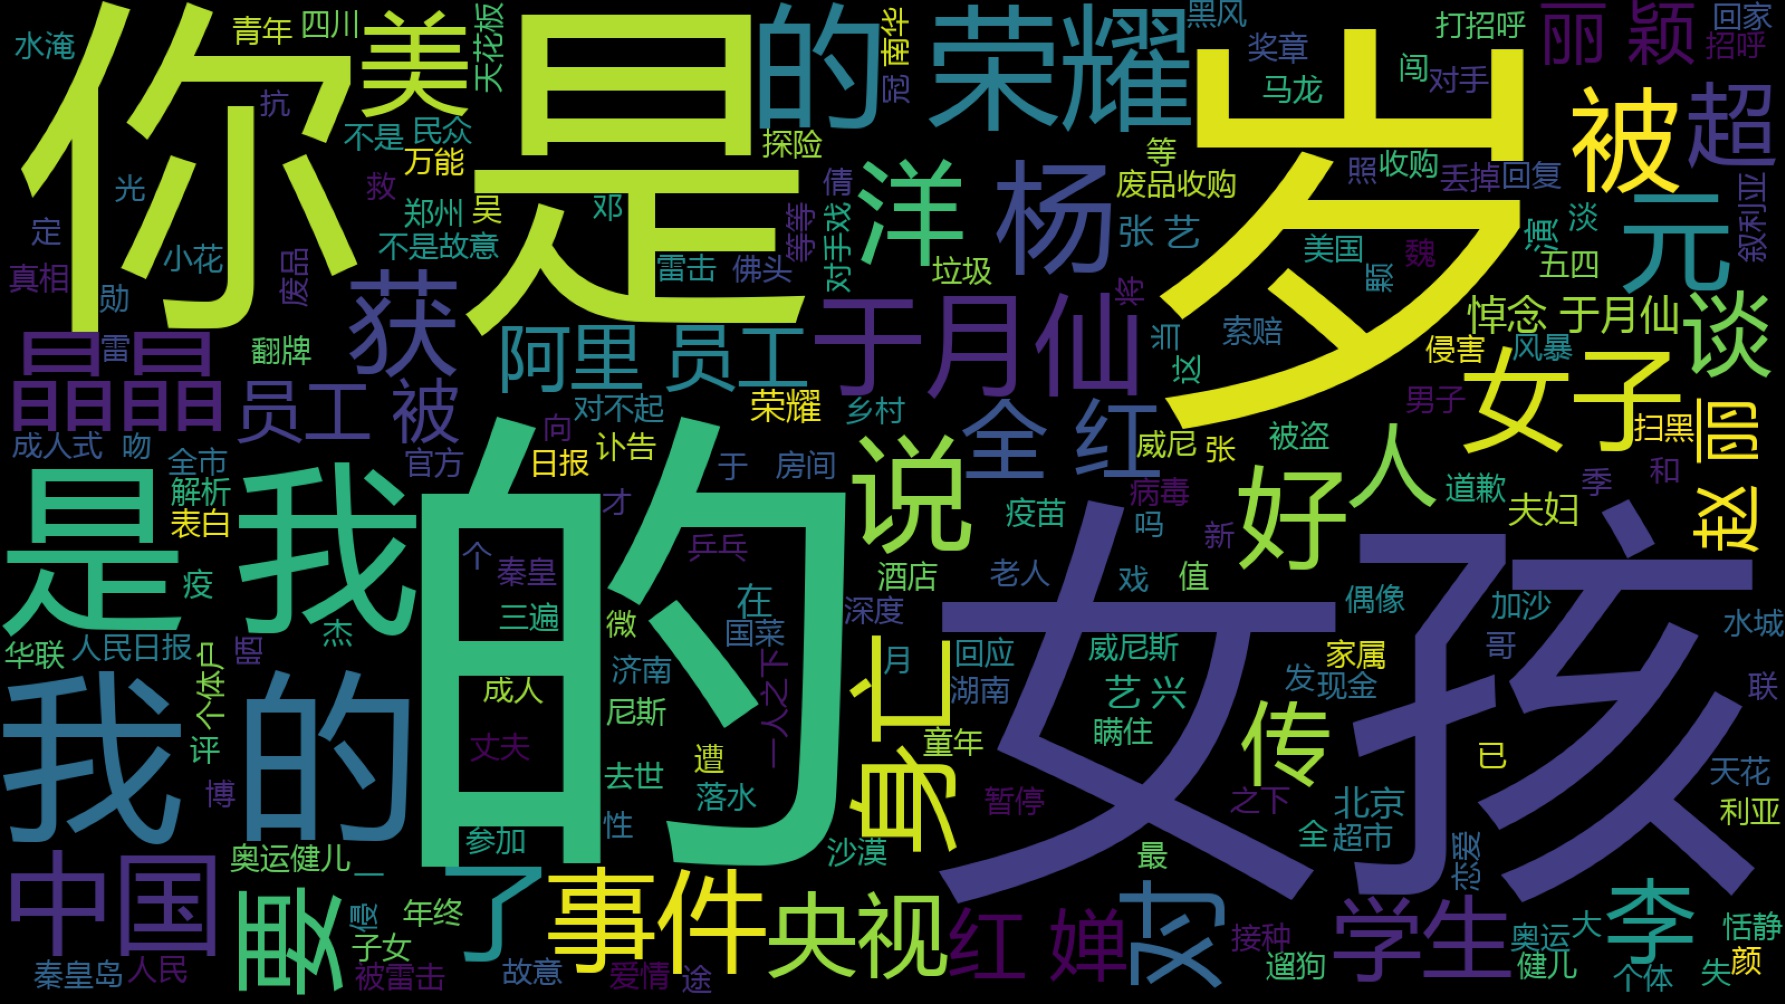 你是
岁
的
女孩
的 荣耀
美
水淹
青年
四川
天花板
南华
冠
黑风
奖章
打招呼
丽 颖
回家
招呼
马龙
闯
对手
被
超
抗
不是
民众
万能
探险
等
废品收购
照
收购
丢掉
回复
叙利亚
光
救
郑州
吴
邓
倩
等等
对手戏
洋
杨
张 艺
淡
演
元
定
小花
不是故意
雷击
佛头
垃圾
美国
魏
颗
五四
真相
勋
废品
获
将
于月仙
悼念 于月仙
谈
晶晶
雷
翻牌
阿里 员工
这
索赔
侵害
风暴
女子
员工 被
对不起
荣耀
乡村
全 红
男子
扫黑
赵 丽
成人式
吻
全市
官方
向
日报
讣告
于
房间
威尼
张
被盗
好
人
是 我
解析
表白
才
说
疫苗
病毒
吗
新
道歉
季
和
夫妇
疫
个
秦皇
乒乓
酒店
老人
戏
值
偶像
加沙
三遍
微
在
国菜
深度
水城
哥
华联
人民日报
杰
身亡
月
回应
威尼斯
家属
个体户
济南
成人
尼斯
一人之下
湖南
艺 兴
发
现金
联
我 的
评
丈夫
遭
童年
瞒住
传
已
天花
博
去世
落水
暂停
之下
北京
利亚
性
参加
沙漠
全
超市
最
恋爱
中国
奥运健儿
一
要
了
事件
央视
红 婵
对
学生
李
侵
年终
子女
接种
奥运
大
恬静
秦皇岛
人民
被雷击
故意
爱情
途
遛狗
健儿
个体
失
颜